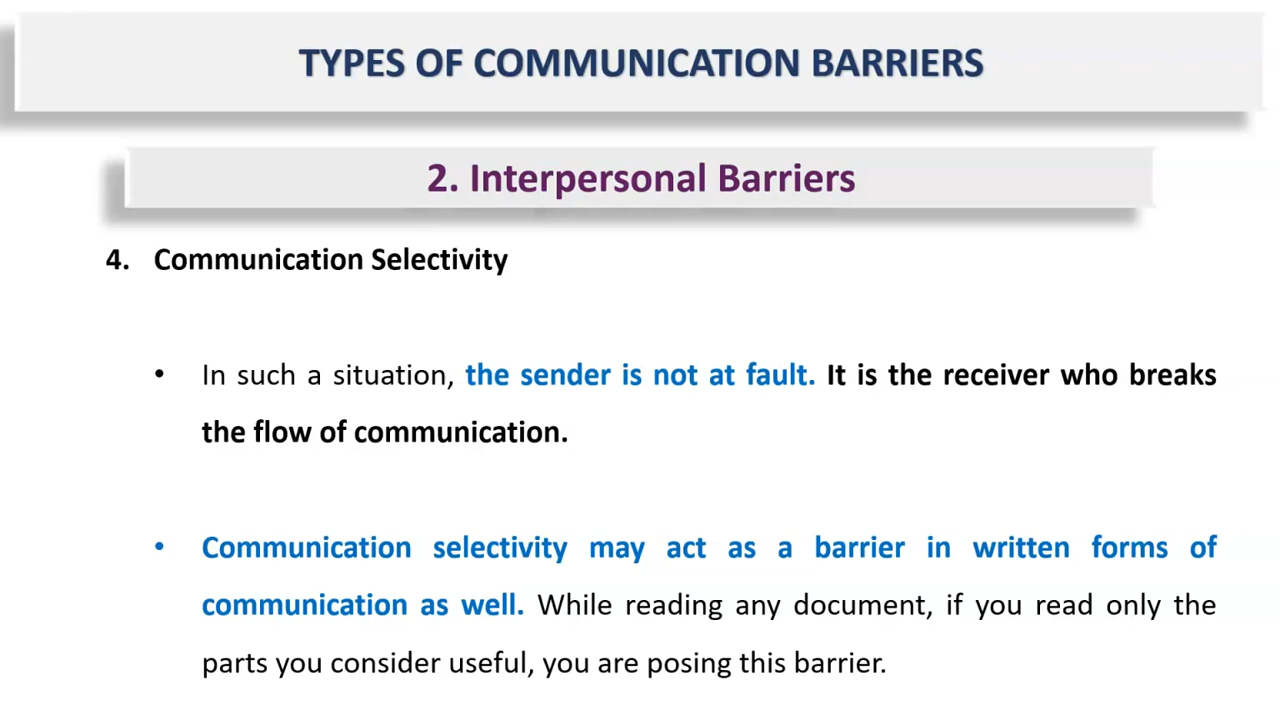 TYPES OF COMMUNICATION BARRIERS
2. Interpersonal Barriers
4. Communication Selectivity
• In such a situation, the sender is not at fault. It is the receiver who breaks
the flow of communication.
• Communication selectivity may act as a barrier in written forms of
communication as well. While reading any document, if you read only the
parts you consider useful, you are posing this barrier.